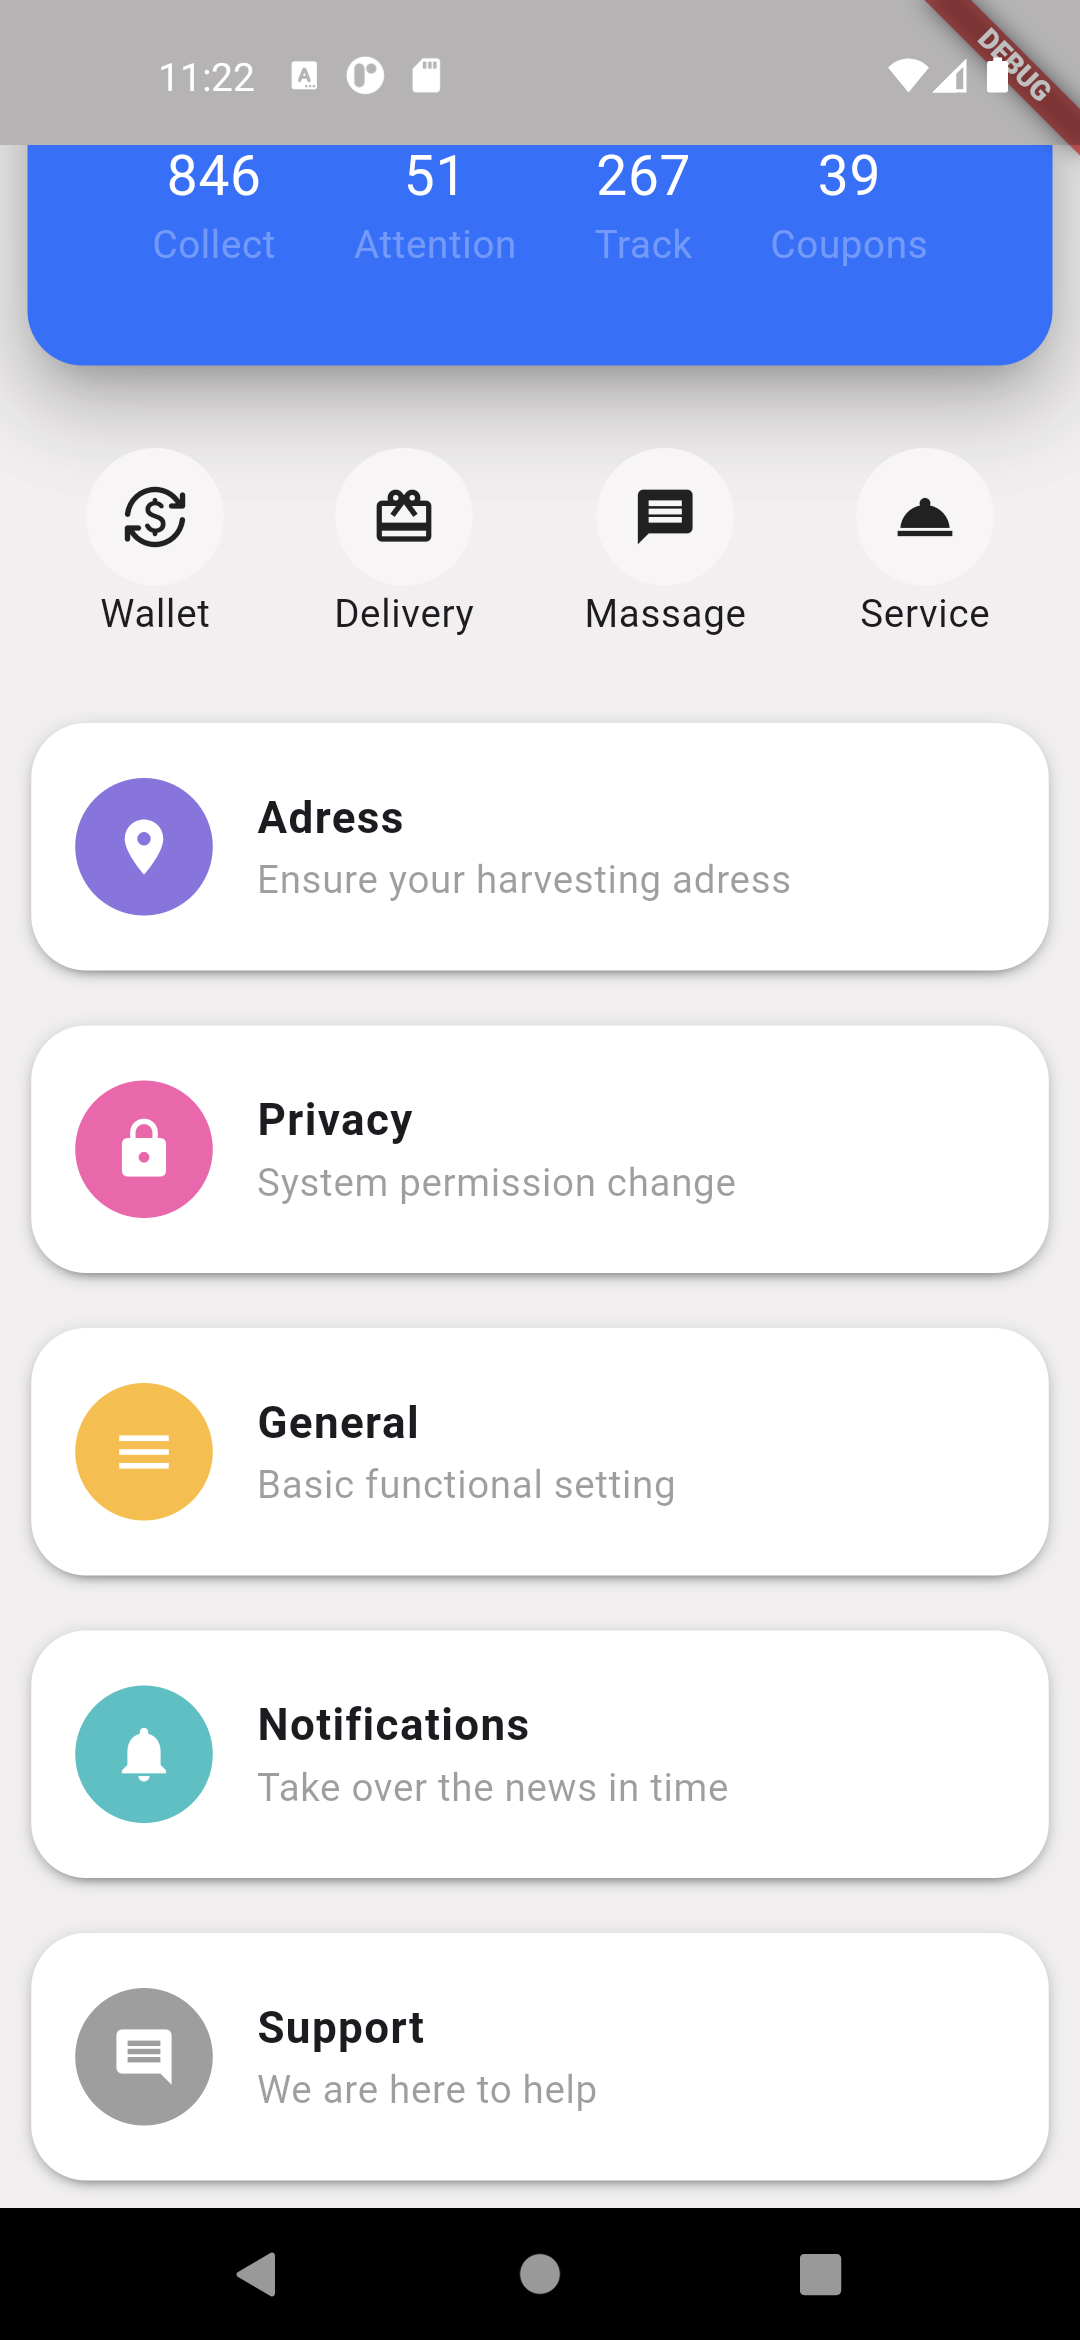 11:22
DEBUG
846 51 267 39
Collect Attention Track Coupons
Wallet Delivery Massage Service
Adress
Ensure your harvesting adress
Privacy
System permission change
General
Basic functional setting
Notifications
Take over the news in time
Support
We are here to help